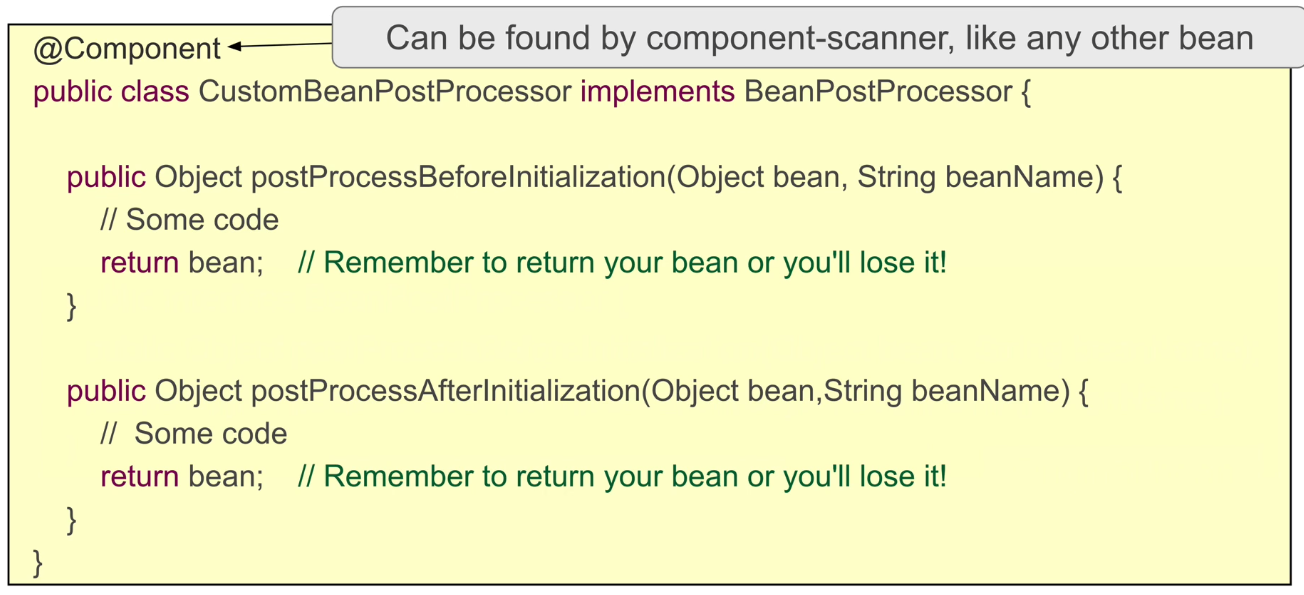 @Component
Can be found by component-scanner, like any other bean
public class CustomBeanPostProcessor implements BeanPostProcessor {
public Object postProcessBeforeInitialization(Object bean, String beanName) {
// Some code
return bean; // Remember to return your bean or you'll lose it!
}
public Object postProcessAfterInitialization(Object bean,String beanName) {
// Some code
return bean; // Remember to return your bean or you'll lose it!
}
}